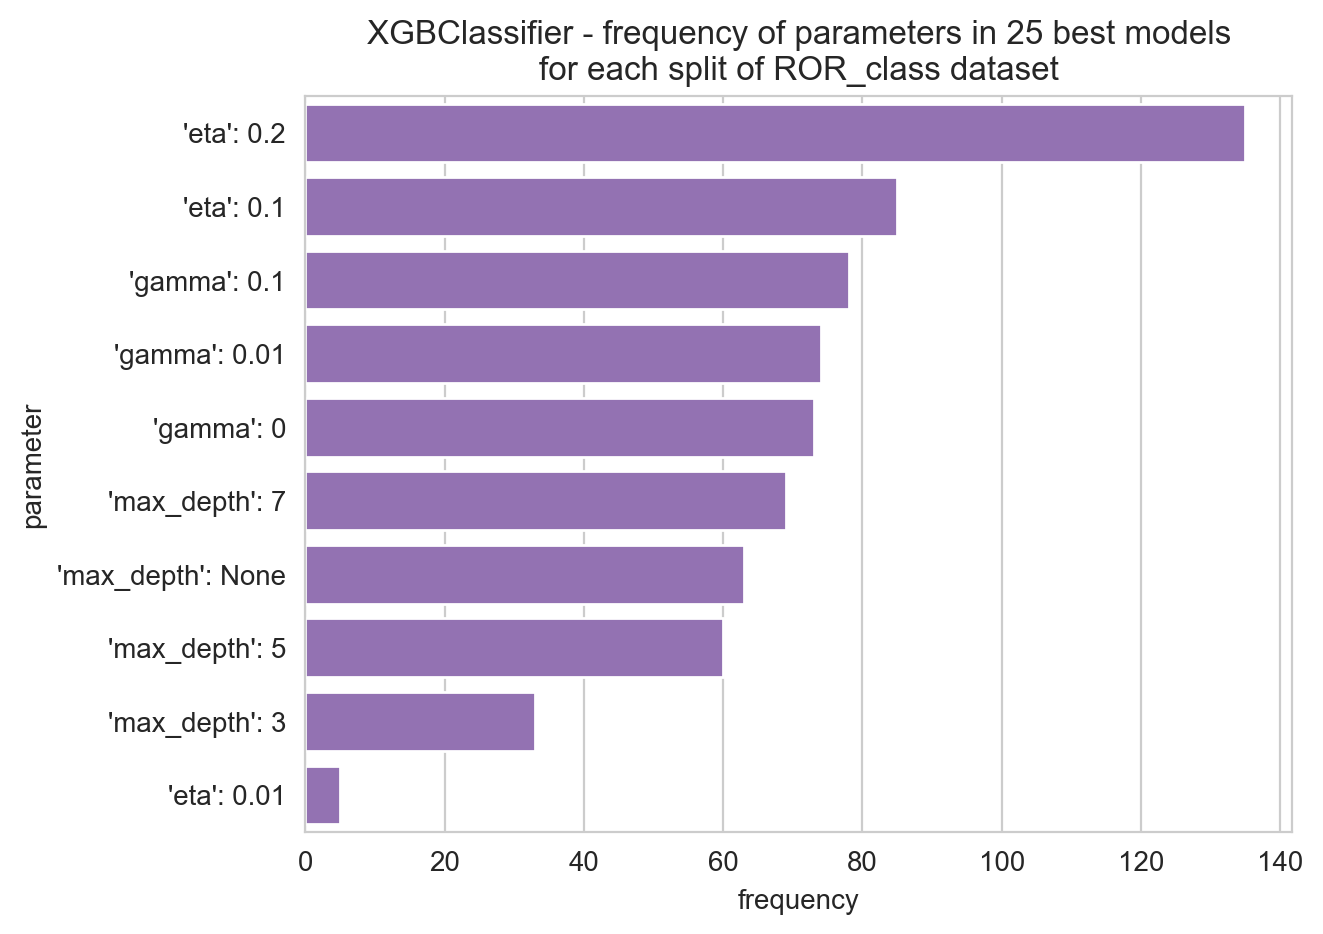 XGBClassifier - frequency of parameters in 25 best models
for each split of ROR_class dataset
'eta': 0.2
'eta': 0.1
'gamma': 0.1
'gamma': 0.01
'gamma': 0
'max_depth': 7
'max_depth': None
'max_depth': 5
'max_depth': 3
'eta': 0.01
parameter
0 20 40 60 80 100 120 140
frequency